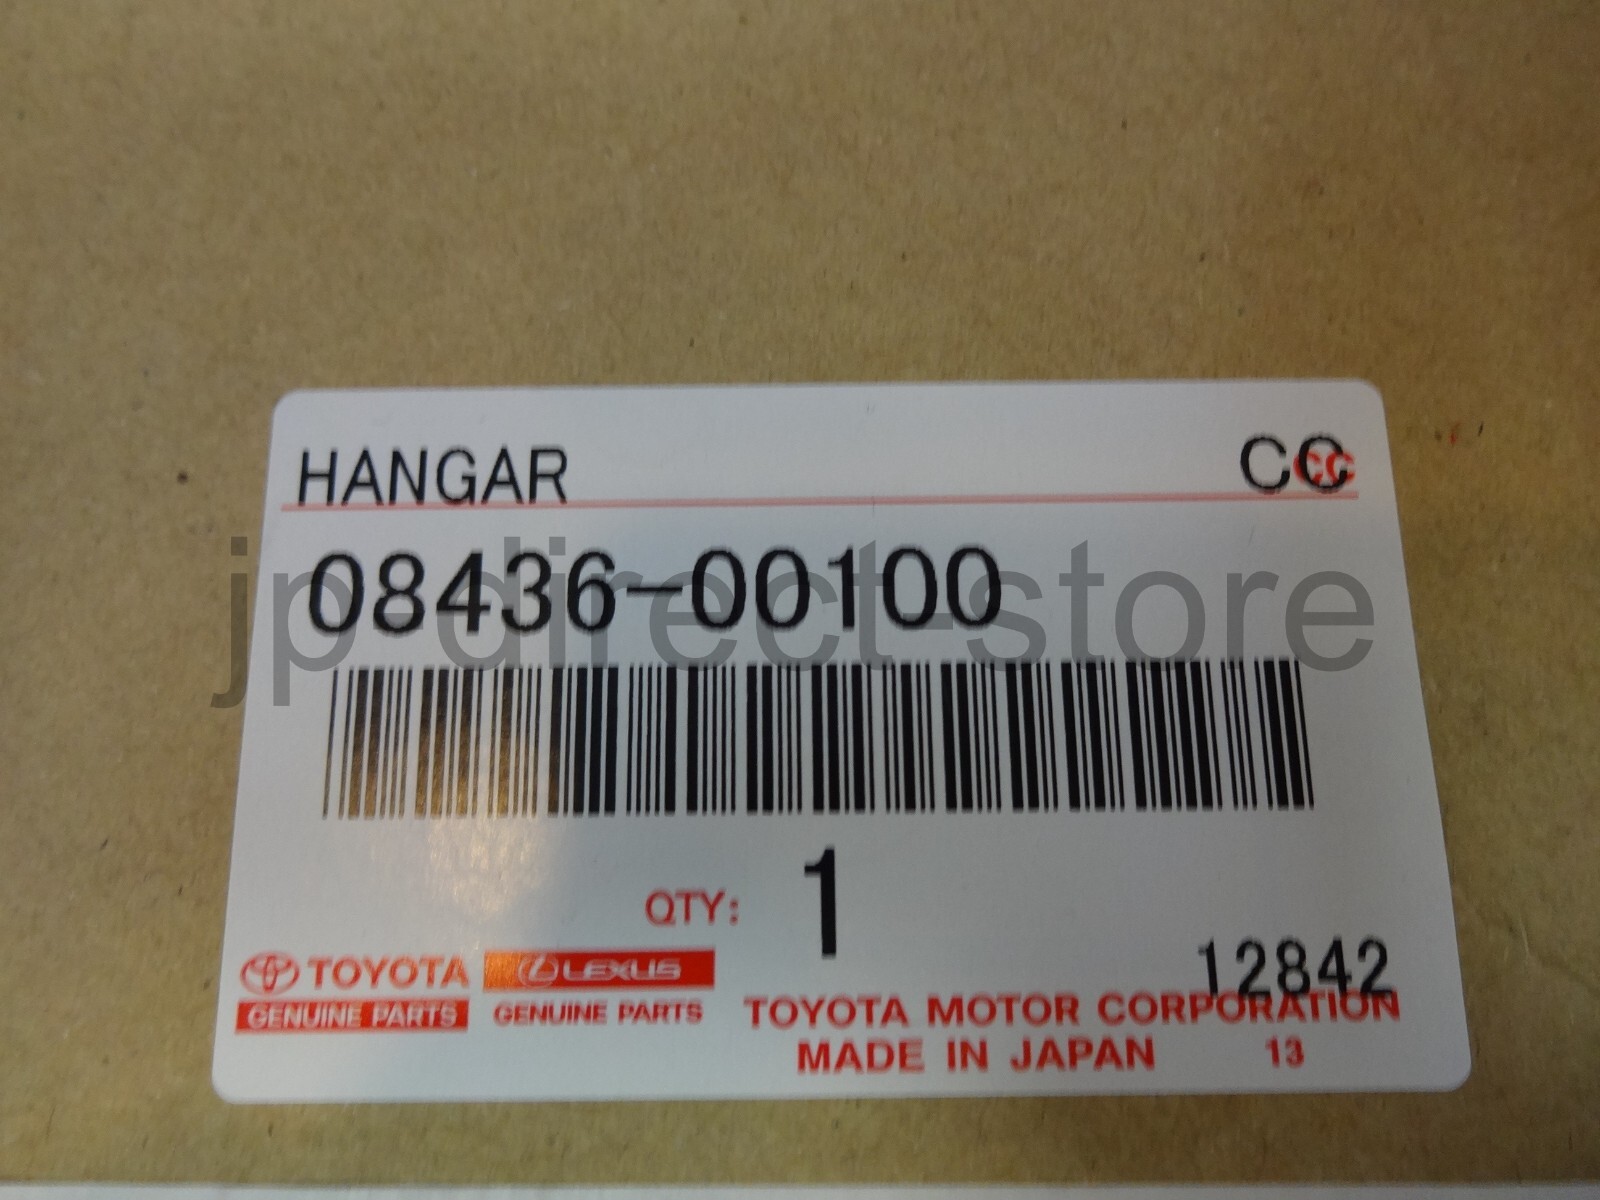 HANGAR CC CC
08436-00100
jp-direct-store
QTY: 1
12842
TOYOTA LEXUS
GENUINE PARTS GENUINE PARTS TOYOTA MOTOR CORPORATION
MADE IN JAPAN 13